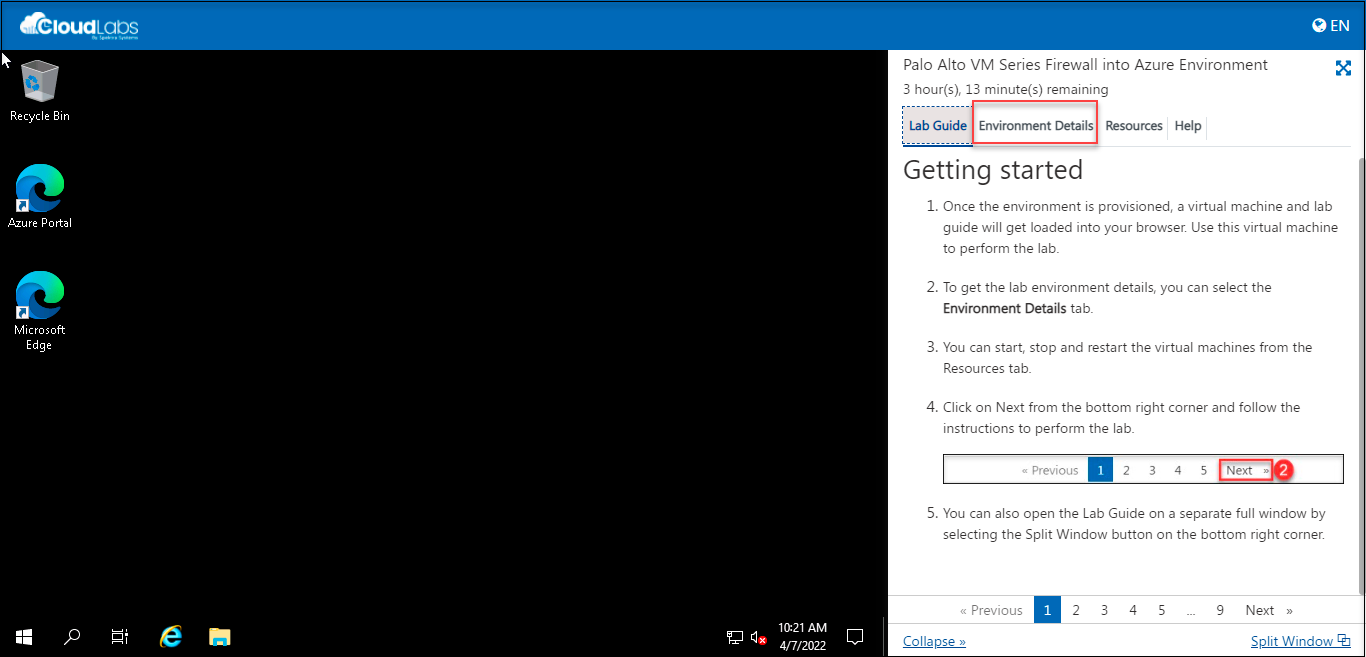 CloudLabs
By Spektra Systems
EN
Recycle Bin
Azure Portal
Microsoft
Edge
Palo Alto VM Series Firewall into Azure Environment
3 hour(s), 13 minute(s) remaining
Lab Guide Environment Details Resources Help
Getting started
1. Once the environment is provisioned, a virtual machine and lab
guide will get loaded into your browser. Use this virtual machine
to perform the lab.
2. To get the lab environment details, you can select the
Environment Details tab.
3. You can start, stop and restart the virtual machines from the
Resources tab.
4. Click on Next from the bottom right corner and follow the
instructions to perform the lab.
« Previous 1 2 3 4 5 Next » 2
5. You can also open the Lab Guide on a separate full window by
selecting the Split Window button on the bottom right corner.
« Previous 1 2 3 4 5 ... 9 Next »
Collapse » Split Window
10:21 AM
4/7/2022